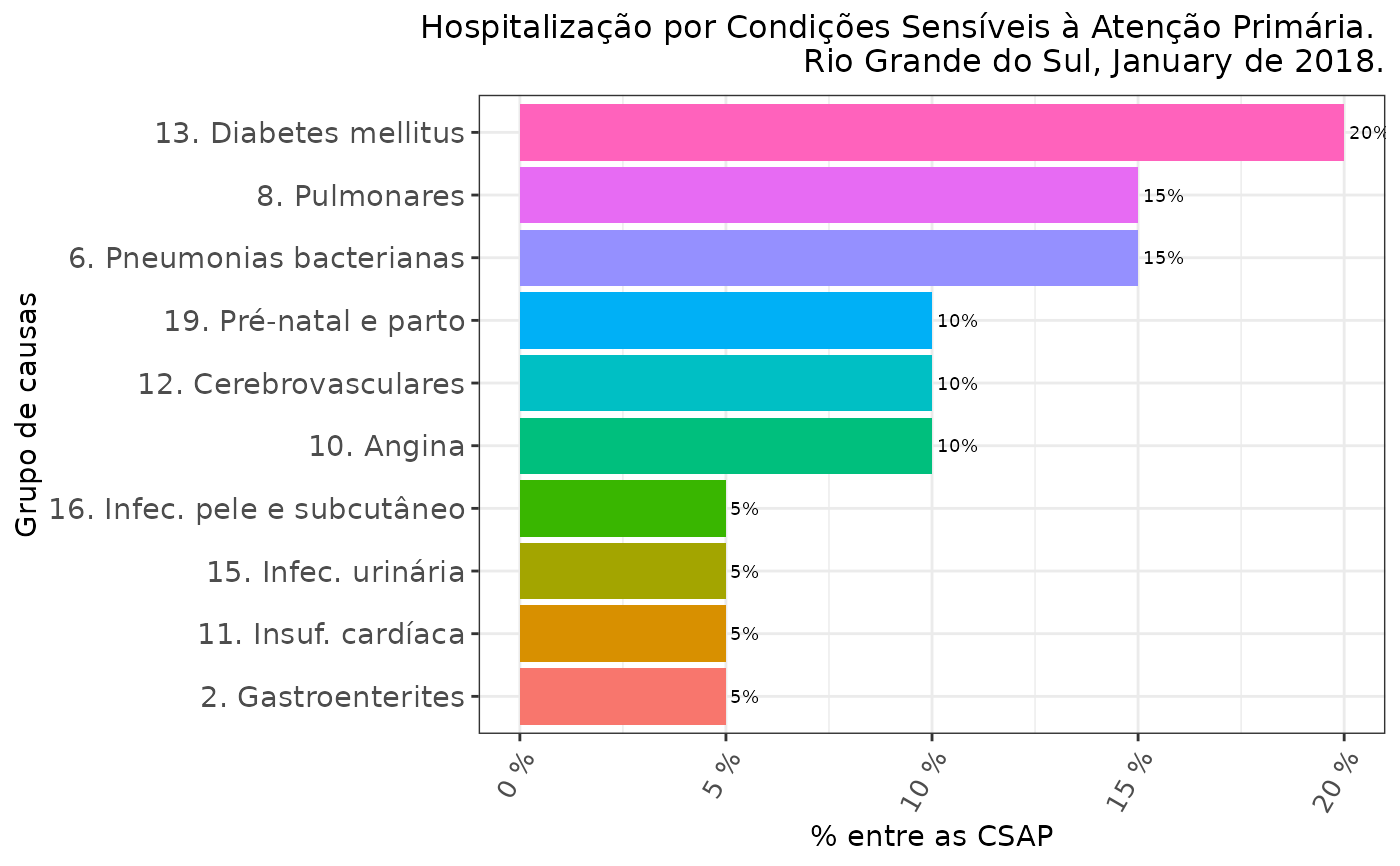 Hospitalização por Condições Sensíveis à Atenção Primária.
Rio Grande do Sul, January de 2018.
Grupo de causas
13. Diabetes mellitus
20%
8. Pulmonares
15%
6. Pneumonias bacterianas
15%
19. Pré-natal e parto
10%
12. Cerebrovasculares
10%
10. Angina
10%
16. Infec. pele e subcutâneo
5%
15. Infec. urinária
5%
11. Insuf. cardíaca
5%
2. Gastroenterites
5%
0 %
5 %
10 %
15 %
20 %
% entre as CSAP